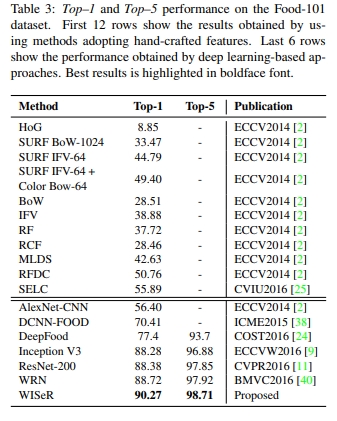 Table 3: Top–1 and Top–5 performance on the Food-101
dataset. First 12 rows show the results obtained by us-
ing methods adopting hand-crafted features. Last 6 rows
show the performance obtained by deep learning-based ap-
proaches. Best results is highlighted in boldface font.
Method Top-1 Top-5 Publication
HoG 8.85 - ECCV2014 [2]
SURF BoW-1024 33.47 - ECCV2014 [2]
SURF IFV-64 44.79 - ECCV2014 [2]
SURF IFV-64 +
Color Bow-64 49.40 - ECCV2014 [2]
BoW 28.51 - ECCV2014 [2]
IFV 38.88 - ECCV2014 [2]
RF 37.72 - ECCV2014 [2]
RCF 28.46 - ECCV2014 [2]
MLDS 42.63 - ECCV2014 [2]
RFDC 50.76 - ECCV2014 [2]
SELC 55.89 - CVIU2016 [25]
AlexNet-CNN 56.40 - ECCV2014 [2]
DCNN-FOOD 70.41 - ICME2015 [38]
DeepFood 77.4 93.7 COST2016 [24]
Inception V3 88.28 96.88 ECCVW2016 [9]
ResNet-200 88.38 97.85 CVPR2016 [11]
WRN 88.72 97.92 BMVC2016 [40]
WISeR 90.27 98.71 Proposed